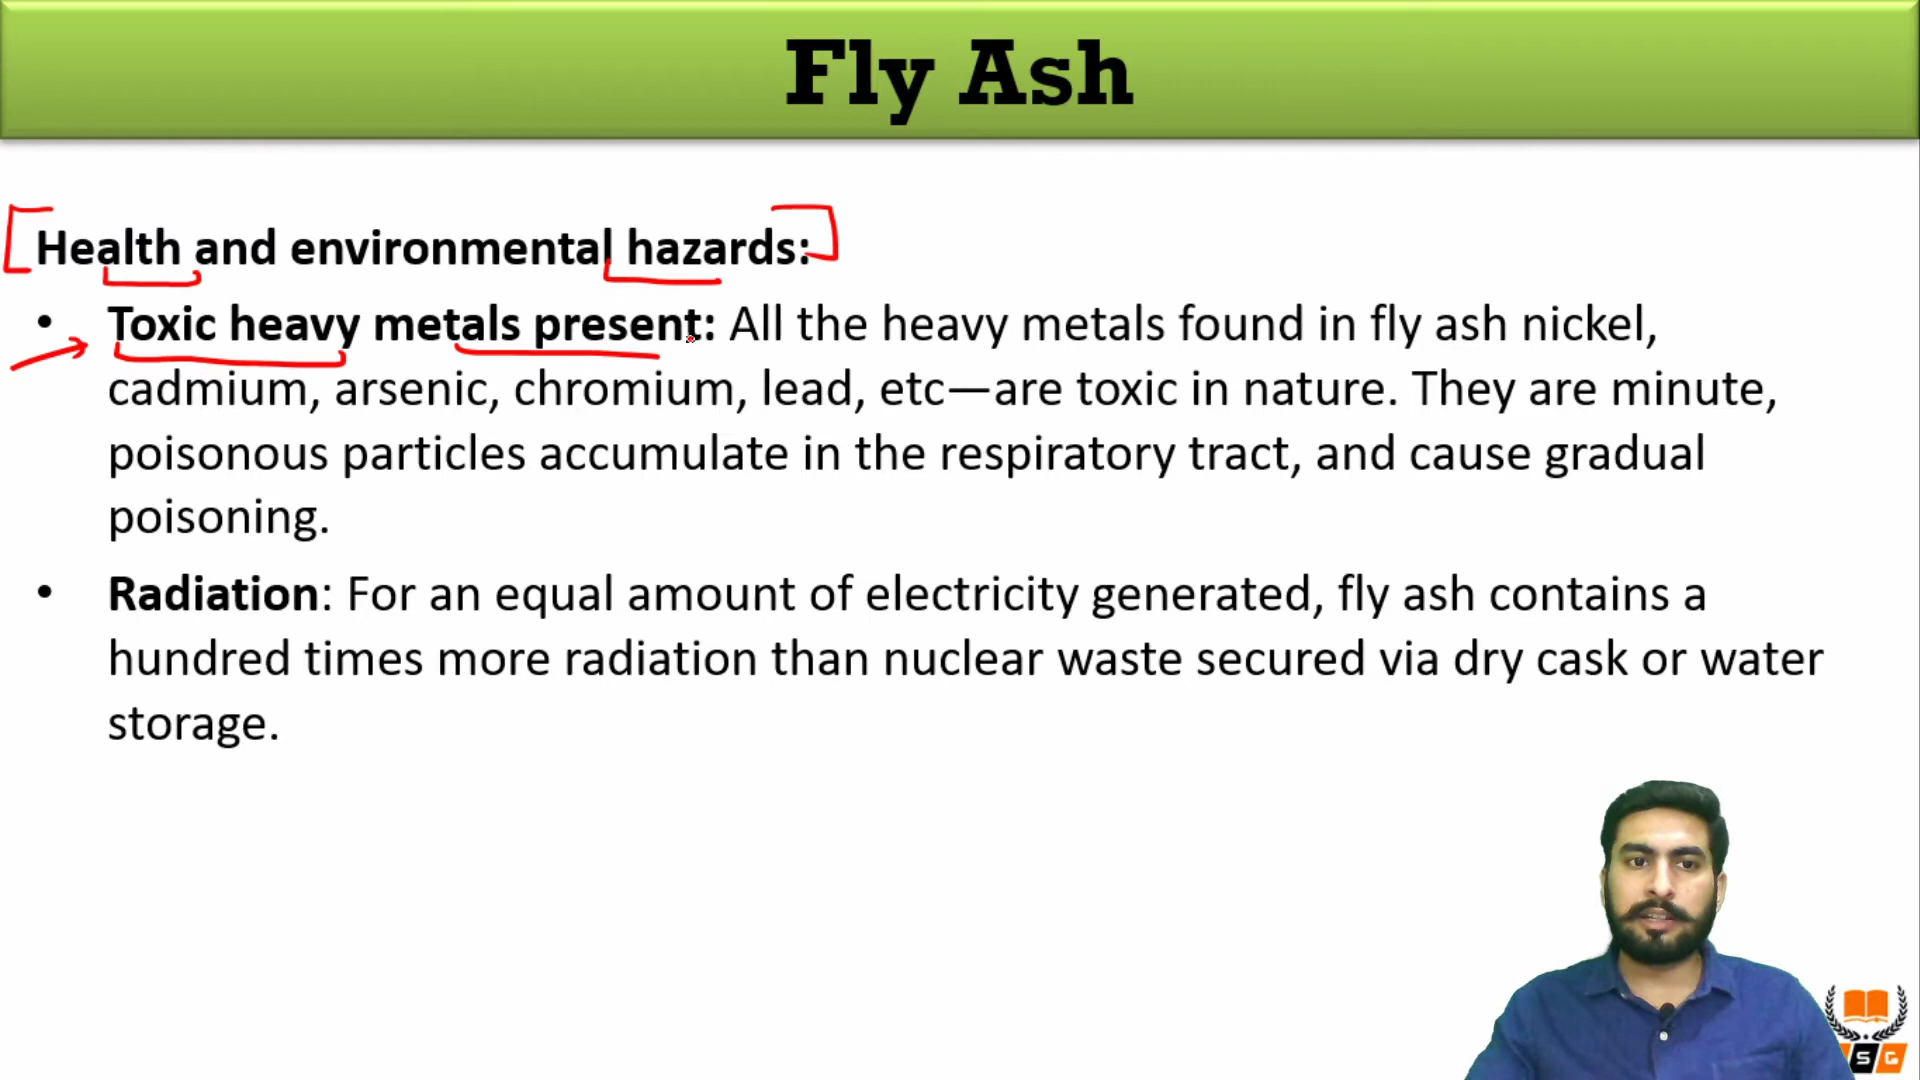 Fly Ash
Health and environmental hazards:
• Toxic heavy metals present: All the heavy metals found in fly ash nickel,
cadmium, arsenic, chromium, lead, etc—are toxic in nature. They are minute,
poisonous particles accumulate in the respiratory tract, and cause gradual
poisoning.
• Radiation: For an equal amount of electricity generated, fly ash contains a
hundred times more radiation than nuclear waste secured via dry cask or water
storage.
S G